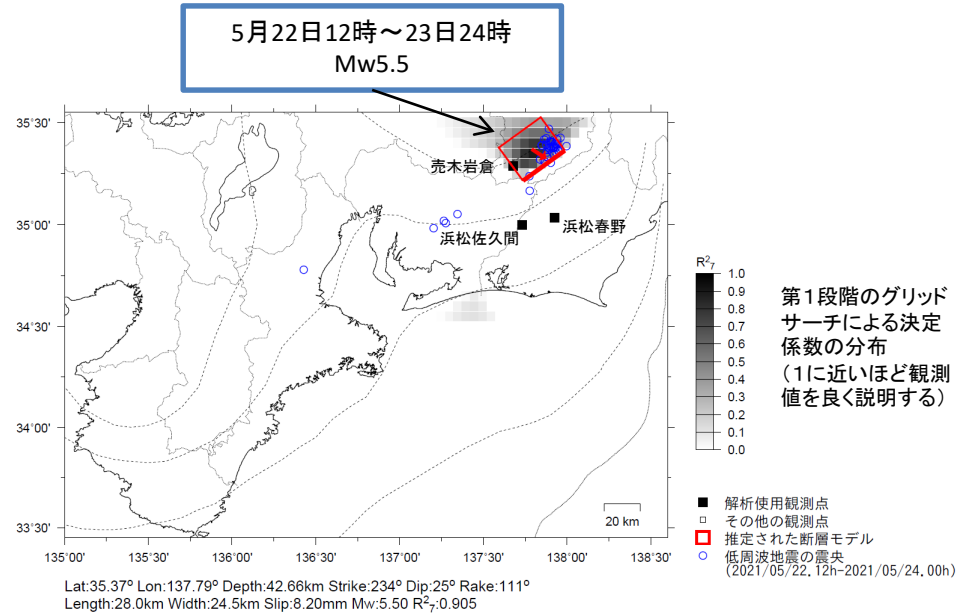 5月22日12時～23日24時
Mw5.5
35˚30'
35˚00'
34˚30'
34˚00'
33˚30'
135˚00'
135˚30'
136˚00'
136˚30'
137˚00'
137˚30'
138˚00'
138˚30'
売木岩倉
浜松佐久間
浜松春野
20 km
R²₇
1.0
0.9
0.8
0.7
0.6
0.5
0.4
0.3
0.2
0.1
0.0
第１段階のグリッド
サーチによる決定
係数の分布
（１に近いほど観測
値を良く説明する）
解析使用観測点
その他の観測点
推定された断層モデル
低周波地震の震央
(2021/05/22.12h-2021/05/24.00h)
Lat:35.37° Lon:137.79° Depth:42.66km Strike:234° Dip:25° Rake:111°
Length:28.0km Width:24.5km Slip:8.20mm Mw:5.50 R²₇:0.905